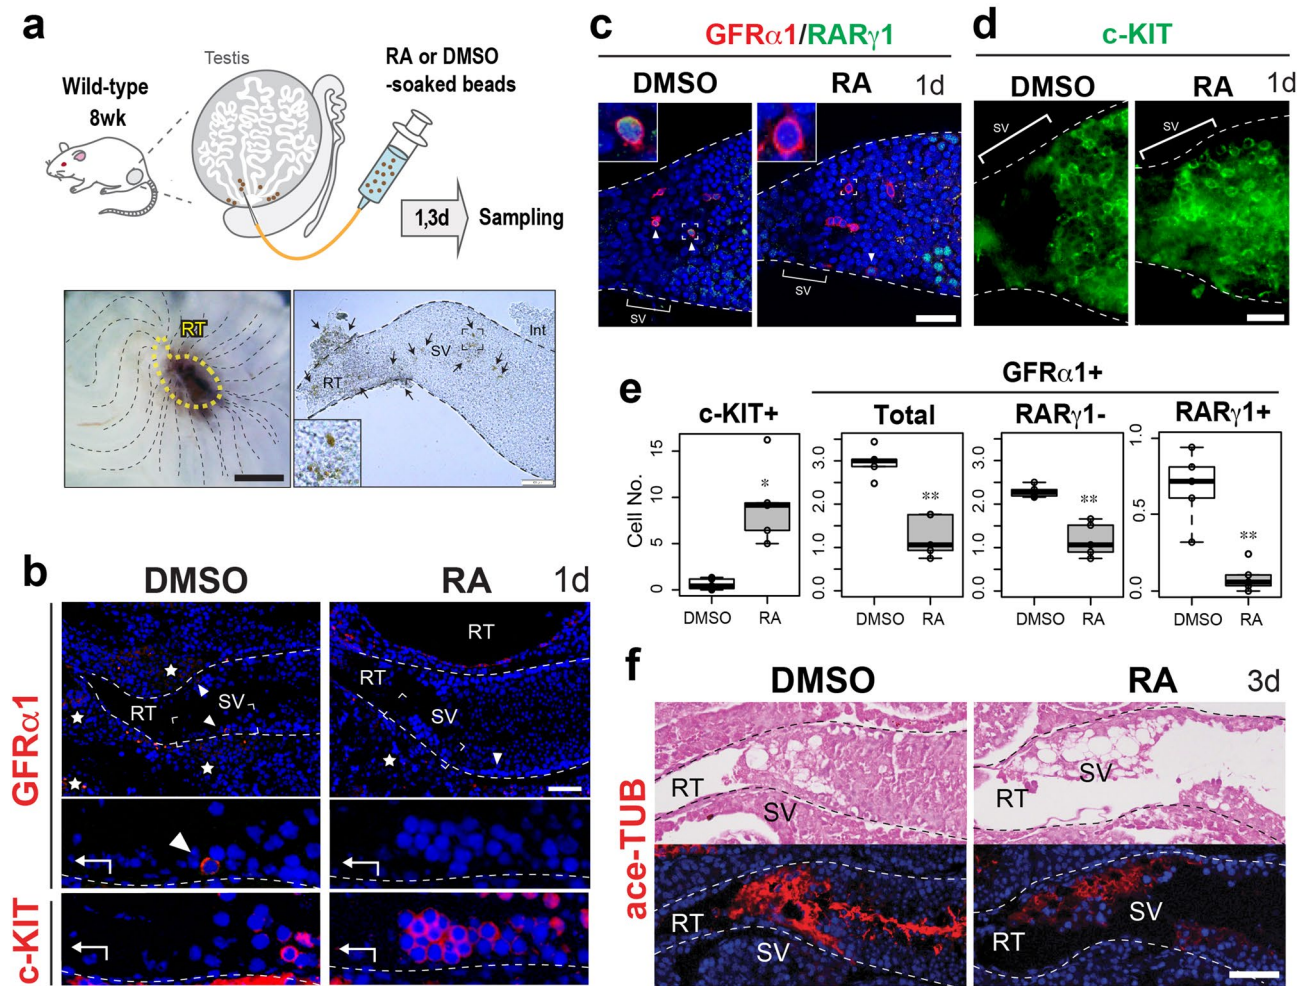 a
Testis
Wild-type
8wk
RA or DMSO
-soaked beads
1,3d
Sampling
RT
Int
SV
RT
b
DMSO
RA
1d
GFRα1
RT
SV
RT
RT
SV
c-KIT
c
GFRα1/RARγ1
DMSO
RA
1d
SV
SV
d
c-KIT
DMSO
RA
1d
SV
SV
e
GFRα1+
c-KIT+
Total
RARγ1-
RARγ1+
Cell No.
15
10
5
0
*
DMSO
RA
3.0
2.0
1.0
0.0
**
DMSO
RA
3.0
2.0
1.0
0.0
**
DMSO
RA
1.0
0.5
0.0
**
DMSO
RA
f
DMSO
RA
3d
RT
SV
RT
SV
ace-TUB
RT
SV
RT
SV